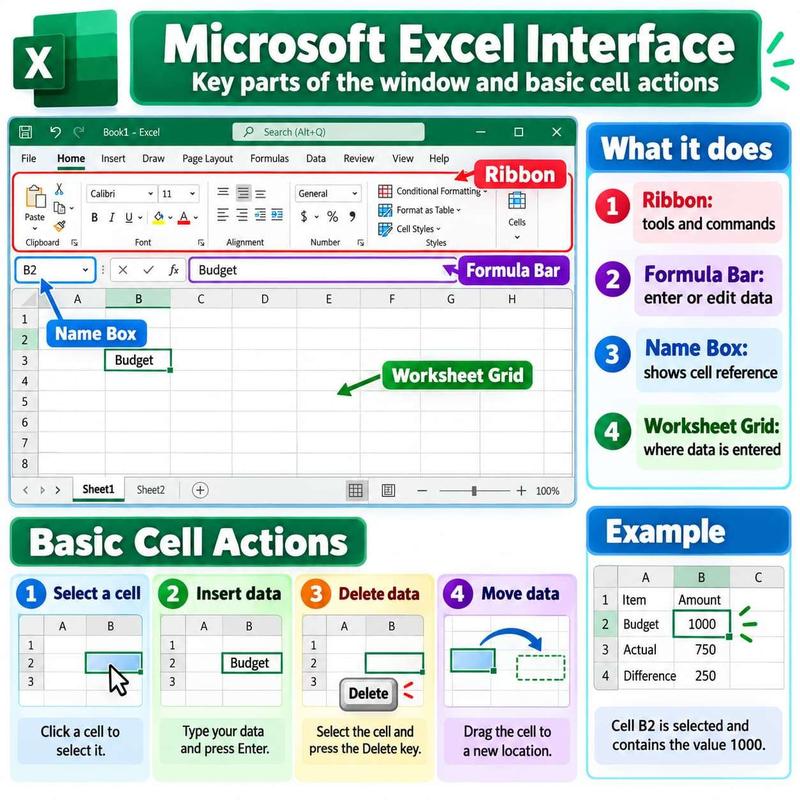 X
Microsoft Excel Interface
Key parts of the window and basic cell actions
Book1 - Excel
Search (Alt+Q)
File Home Insert Draw Page Layout Formulas Data Review View Help
Ribbon
Paste
Calibri 11
B I U A
General
$ % ,
Conditional Formatting
Format as Table
Cell Styles
Cells
Clipboard Font Alignment Number Styles
B2
fx
Budget
Formula Bar
A B C D E F G H
1
2
3 Budget
4
5
6
7
8
Name Box
Worksheet Grid
Sheet1 Sheet2
100%
What it does
1 Ribbon:
tools and commands
2 Formula Bar:
enter or edit data
3 Name Box:
shows cell reference
4 Worksheet Grid:
where data is entered
Basic Cell Actions
1 Select a cell
A B
1
2
3
Click a cell to
select it.
2 Insert data
A B
1
2 Budget
3
Type your data
and press Enter.
3 Delete data
A B
1
2
3
Delete
Select the cell and
press the Delete key.
4 Move data
Drag the cell to
a new location.
Example
A B C
1 Item Amount
2 Budget 1000
3 Actual 750
4 Difference 250
Cell B2 is selected and
contains the value 1000.